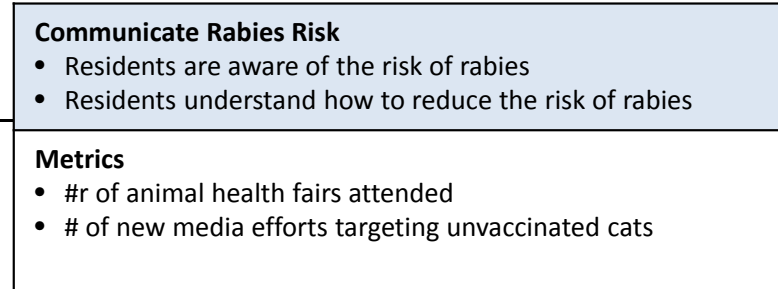 Communicate Rabies Risk
• Residents are aware of the risk of rabies
• Residents understand how to reduce the risk of rabies
Metrics
• #r of animal health fairs attended
• # of new media efforts targeting unvaccinated cats